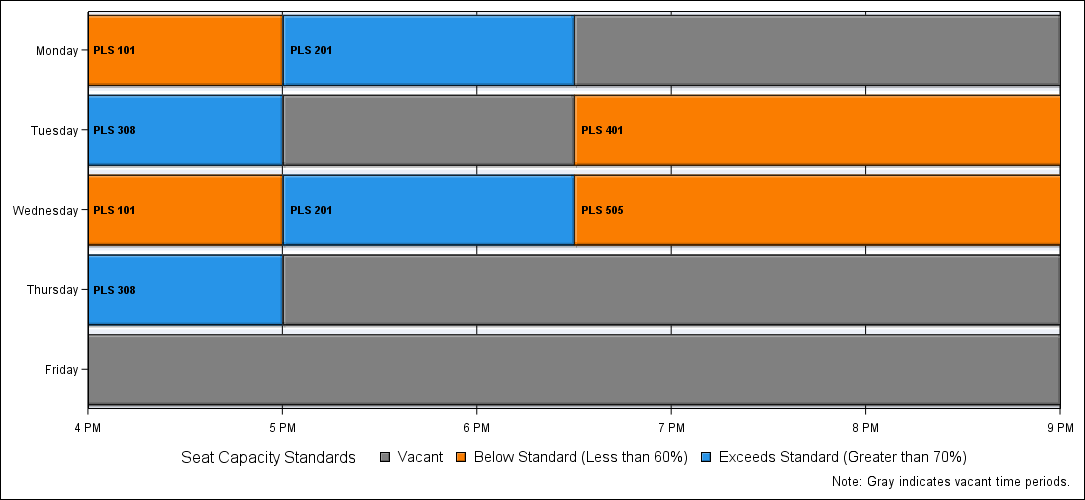 Monday PLS 101 PLS 201
Tuesday PLS 308 PLS 401
Wednesday PLS 101 PLS 201 PLS 505
Thursday PLS 308
Friday
4 PM 5 PM 6 PM 7 PM 8 PM 9 PM
Seat Capacity Standards Vacant Below Standard (Less than 60%) Exceeds Standard (Greater than 70%)
Note: Gray indicates vacant time periods.